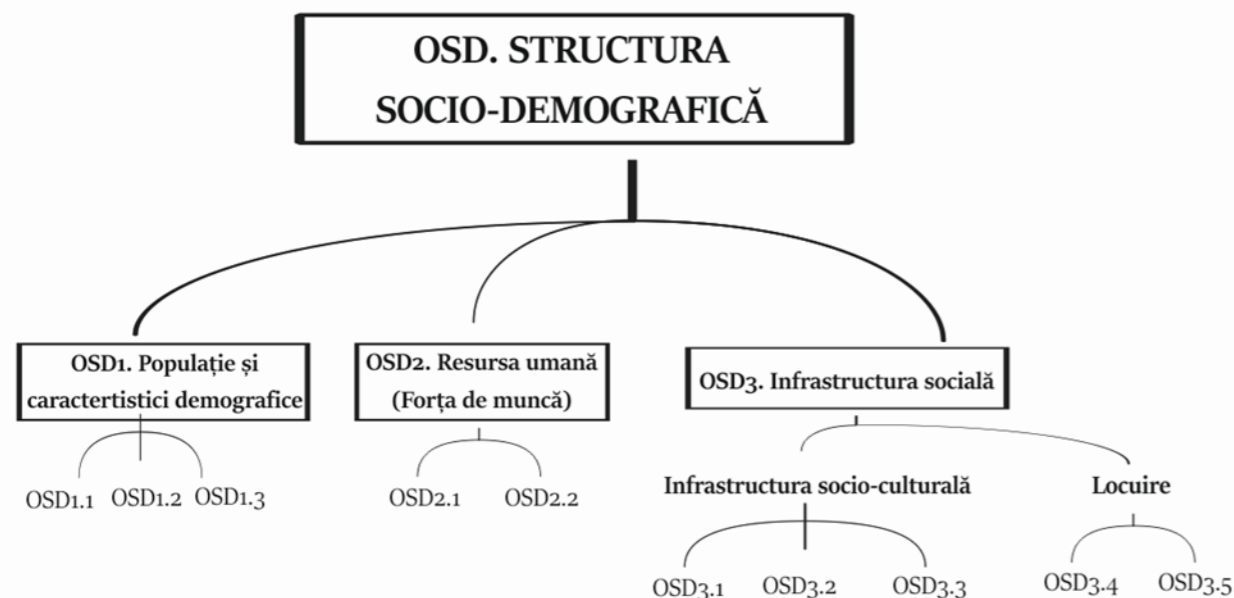 OSD. STRUCTURA
SOCIO-DEMOGRAFICĂ
OSD1. Populație și
caractertistici demografice
OSD2. Resursa umană
(Forța de muncă)
OSD3. Infrastructura socială
OSD1.1
OSD1.2
OSD1.3
OSD2.1
OSD2.2
Infrastructura socio-culturală
Locuire
OSD3.1
OSD3.2
OSD3.3
OSD3.4
OSD3.5